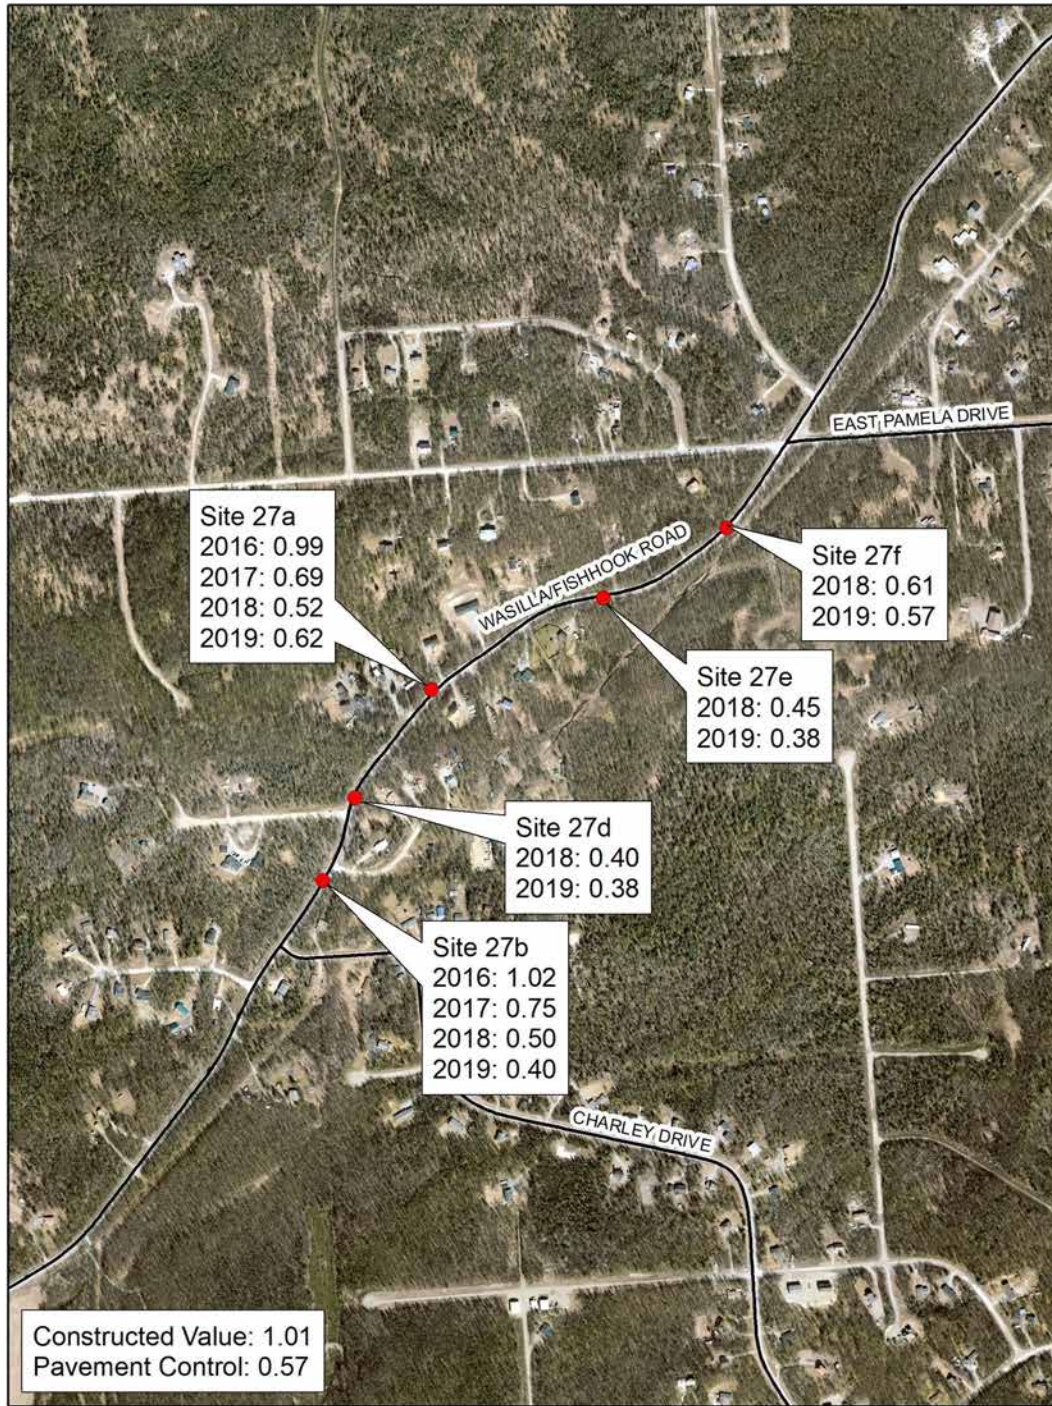 EAST PAMELA DRIVE
Site 27a
2016: 0.99
2017: 0.69
2018: 0.52
2019: 0.62
WASILLA/FISHHOOK ROAD
Site 27f
2018: 0.61
2019: 0.57
Site 27e
2018: 0.45
2019: 0.38
Site 27d
2018: 0.40
2019: 0.38
Site 27b
2016: 1.02
2017: 0.75
2018: 0.50
2019: 0.40
CHARLEY DRIVE
Constructed Value: 1.01
Pavement Control: 0.57